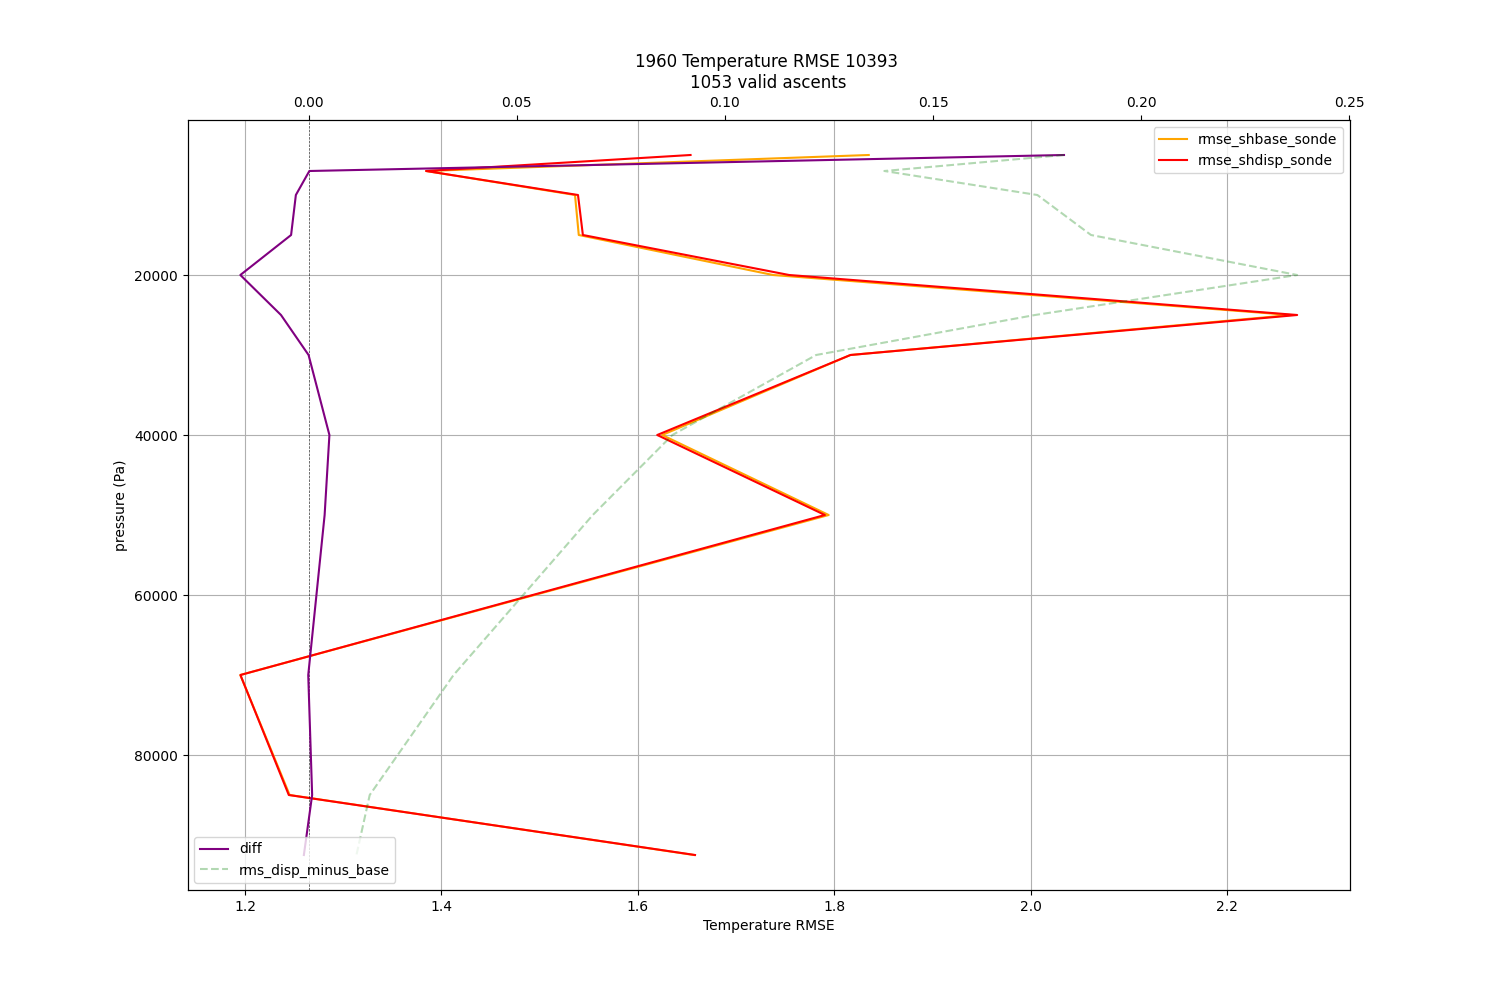 1960 Temperature RMSE 10393
1053 valid ascents
0.00 0.05 0.10 0.15 0.20 0.25
rmse_shbase_sonde
rmse_shdisp_sonde
20000
40000
60000
80000
pressure (Pa)
diff
rms_disp_minus_base
1.2 1.4 1.6 1.8 2.0 2.2
Temperature RMSE